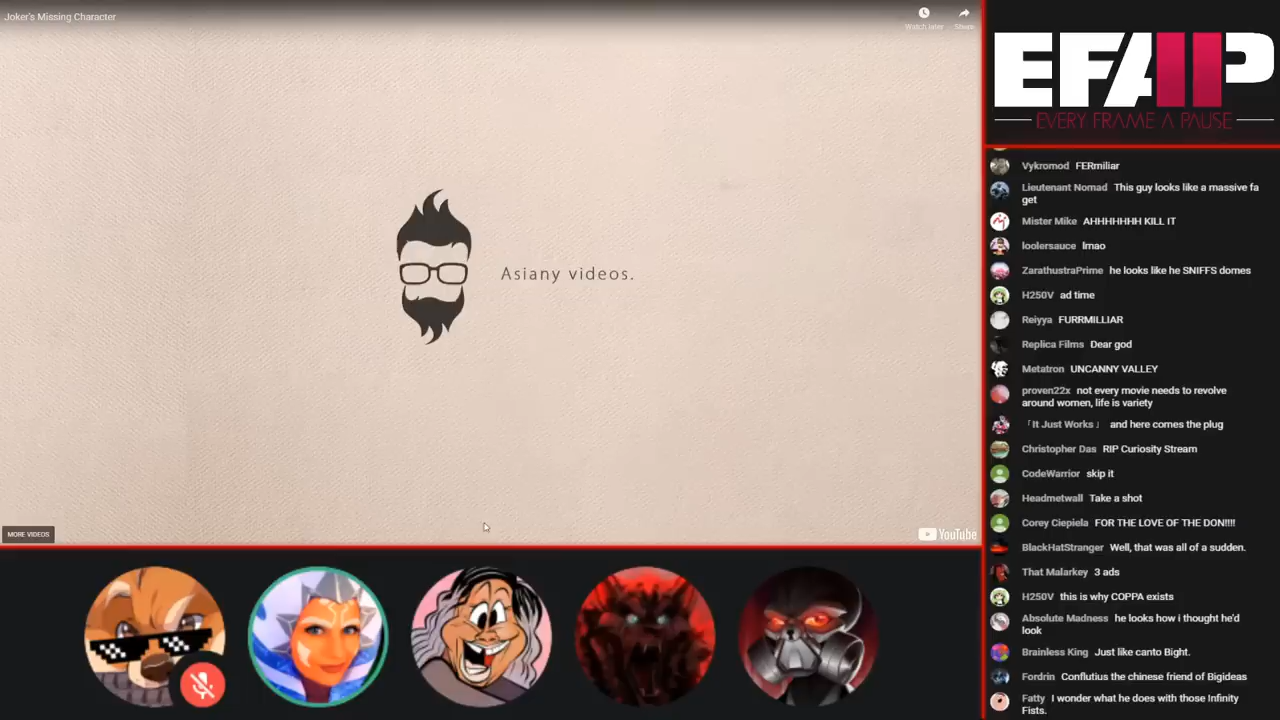 Joker's Missing Character
Watch later
Share
Asiany videos.
MORE VIDEOS
YouTube
EFAP
EVERY FRAME A PAUSE
Vykromod FERmiliar
Lieutenant Nomad This guy looks like a massive fa
get
Mister Mike AHHHHHHH KILL IT
loolersauce lmao
ZarathustraPrime he looks like he SNIFFS domes
H250V ad time
Reiyya FURRMILLIAR
Replica Films Dear god
Metatron UNCANNY VALLEY
proven22x not every movie needs to revolve
around women, life is variety
「It Just Works」 and here comes the plug
Christopher Das RIP Curiosity Stream
CodeWarrior skip it
Headmetwall Take a shot
Corey Ciepiela FOR THE LOVE OF THE DON!!!!
BlackHatStranger Well, that was all of a sudden.
That Malarkey 3 ads
H250V this is why COPPA exists
Absolute Madness he looks how i thought he'd
look
Brainless King Just like canto Bight.
Fordrin Conflutius the chinese friend of Bigideas
Fatty I wonder what he does with those Infinity
Fists.